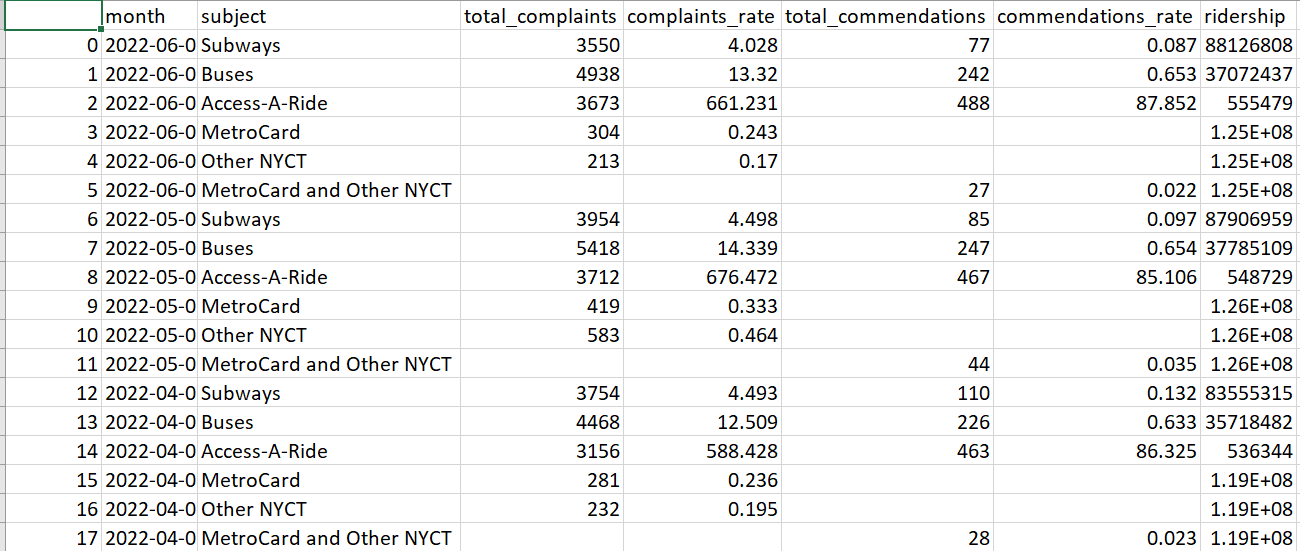 month subject total_complaints complaints_rate total_commendations commendations_rate ridership
0 2022-06-0 Subways 3550 4.028 77 0.087 88126808
1 2022-06-0 Buses 4938 13.32 242 0.653 37072437
2 2022-06-0 Access-A-Ride 3673 661.231 488 87.852 555479
3 2022-06-0 MetroCard 304 0.243 1.25E+08
4 2022-06-0 Other NYCT 213 0.17 1.25E+08
5 2022-06-0 MetroCard and Other NYCT 27 0.022 1.25E+08
6 2022-05-0 Subways 3954 4.498 85 0.097 87906959
7 2022-05-0 Buses 5418 14.339 247 0.654 37785109
8 2022-05-0 Access-A-Ride 3712 676.472 467 85.106 548729
9 2022-05-0 MetroCard 419 0.333 1.26E+08
10 2022-05-0 Other NYCT 583 0.464 1.26E+08
11 2022-05-0 MetroCard and Other NYCT 44 0.035 1.26E+08
12 2022-04-0 Subways 3754 4.493 110 0.132 83555315
13 2022-04-0 Buses 4468 12.509 226 0.633 35718482
14 2022-04-0 Access-A-Ride 3156 588.428 463 86.325 536344
15 2022-04-0 MetroCard 281 0.236 1.19E+08
16 2022-04-0 Other NYCT 232 0.195 1.19E+08
17 2022-04-0 MetroCard and Other NYCT 28 0.023 1.19E+08